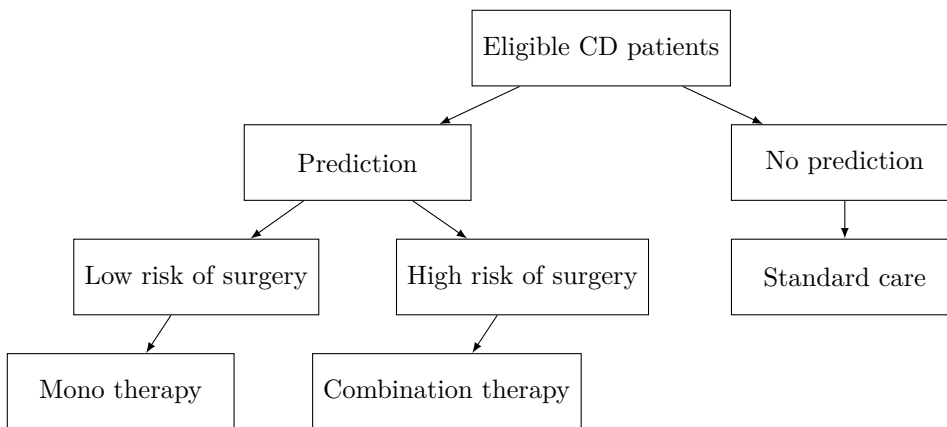 Eligible CD patients
Prediction
No prediction
Low risk of surgery
High risk of surgery
Standard care
Mono therapy
Combination therapy